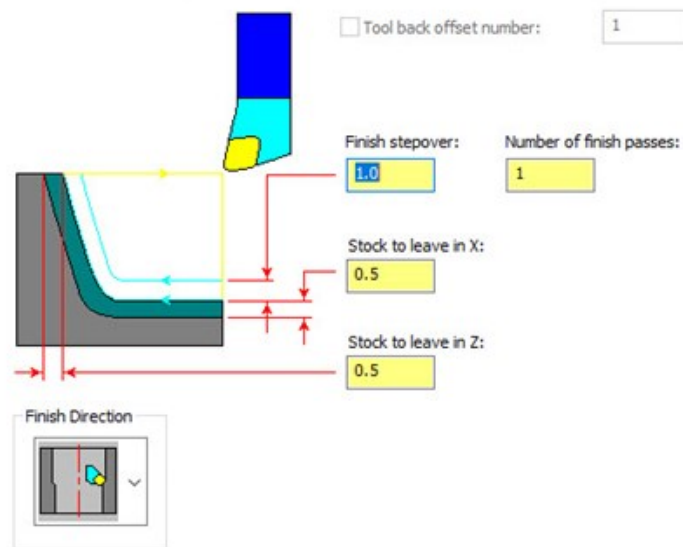 Tool back offset number:
1
Finish stepover:
Number of finish passes:
1.0
1
Stock to leave in X:
0.5
Stock to leave in Z:
0.5
Finish Direction